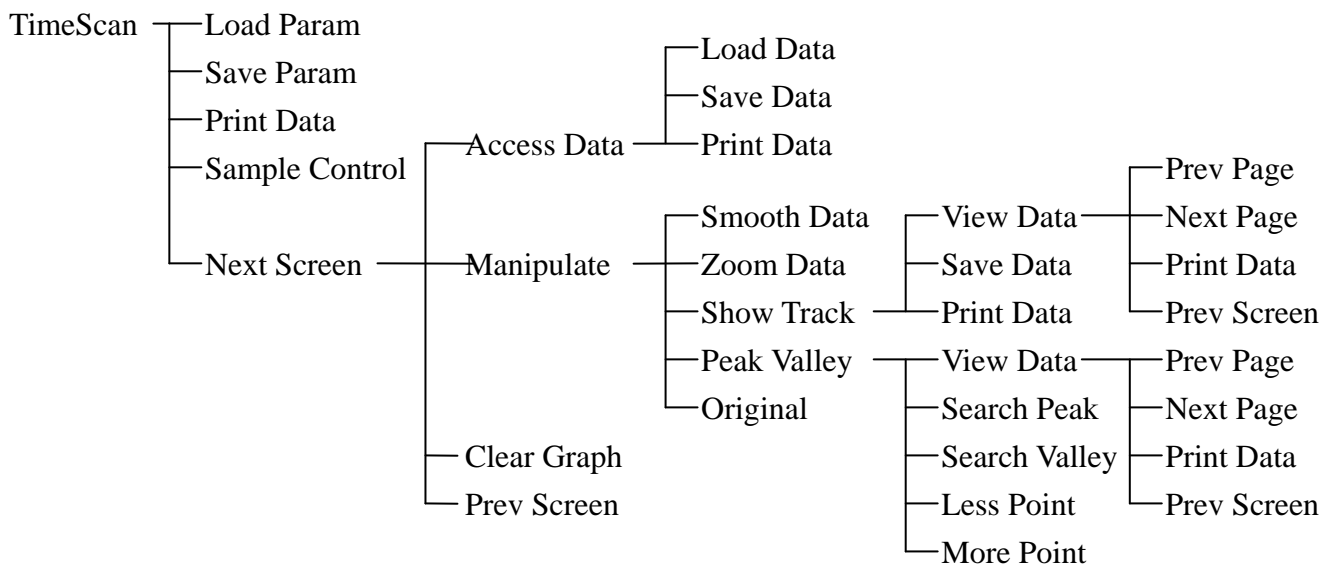 TimeScan Load Param
Load Data
Save Param
Save Data
Print Data
Access Data Print Data
Sample Control
Prev Page
Smooth Data View Data Next Page
Next Screen Manipulate Zoom Data Save Data Print Data
Show Track Print Data Prev Screen
Peak Valley View Data Prev Page
Original Search Peak Next Page
Clear Graph Search Valley Print Data
Prev Screen Less Point Prev Screen
More Point